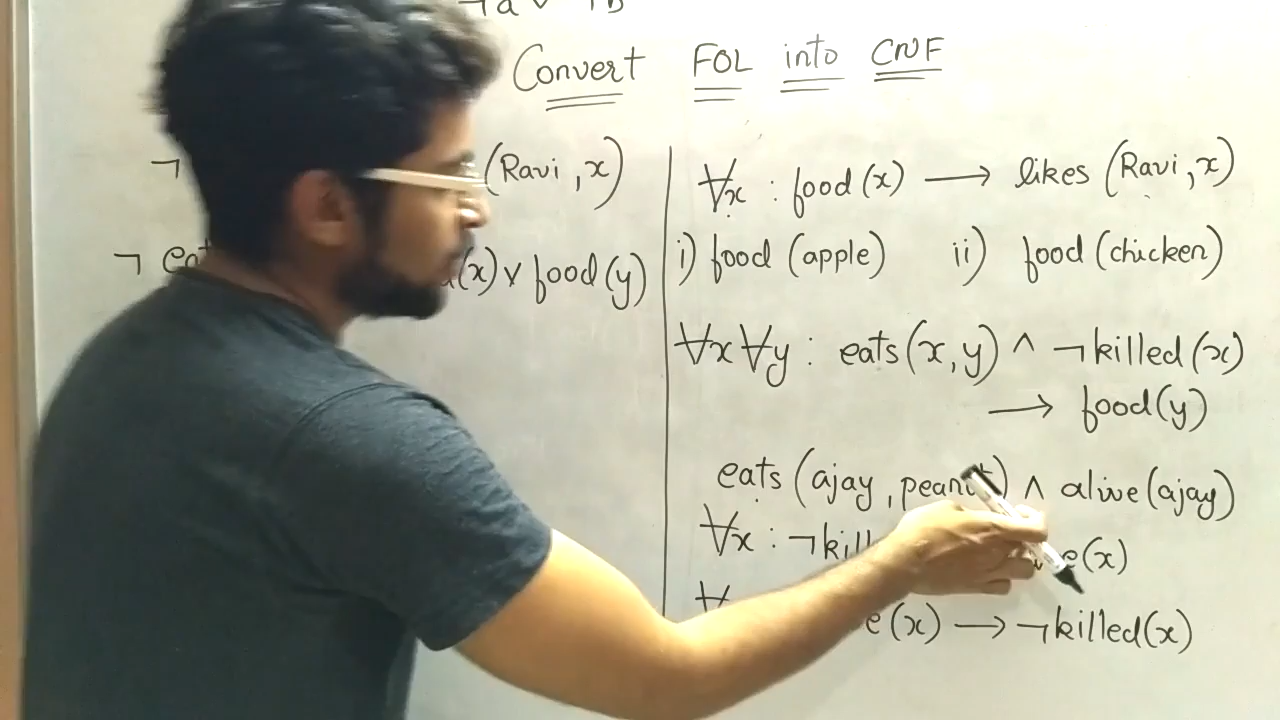 ¬a ∨ ¬b
Convert FOL into CNF
¬ (Ravi, x)
¬ (x) ∨ food(y)
∀x : food(x) → likes (Ravi, x)
i) food (apple) ii) food (chicken)
∀x ∀y : eats(x, y) ∧ ¬killed(x)
→ food(y)
eats (ajay, peanut) ∧ alive(ajay)
∀x : ¬kill e(x)
∀ e(x) → ¬killed(x)